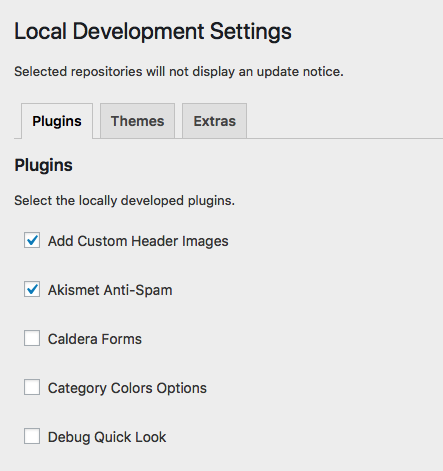 Local Development Settings
Selected repositories will not display an update notice.
Plugins Themes Extras
Plugins
Select the locally developed plugins.
Add Custom Header Images
Akismet Anti-Spam
Caldera Forms
Category Colors Options
Debug Quick Look